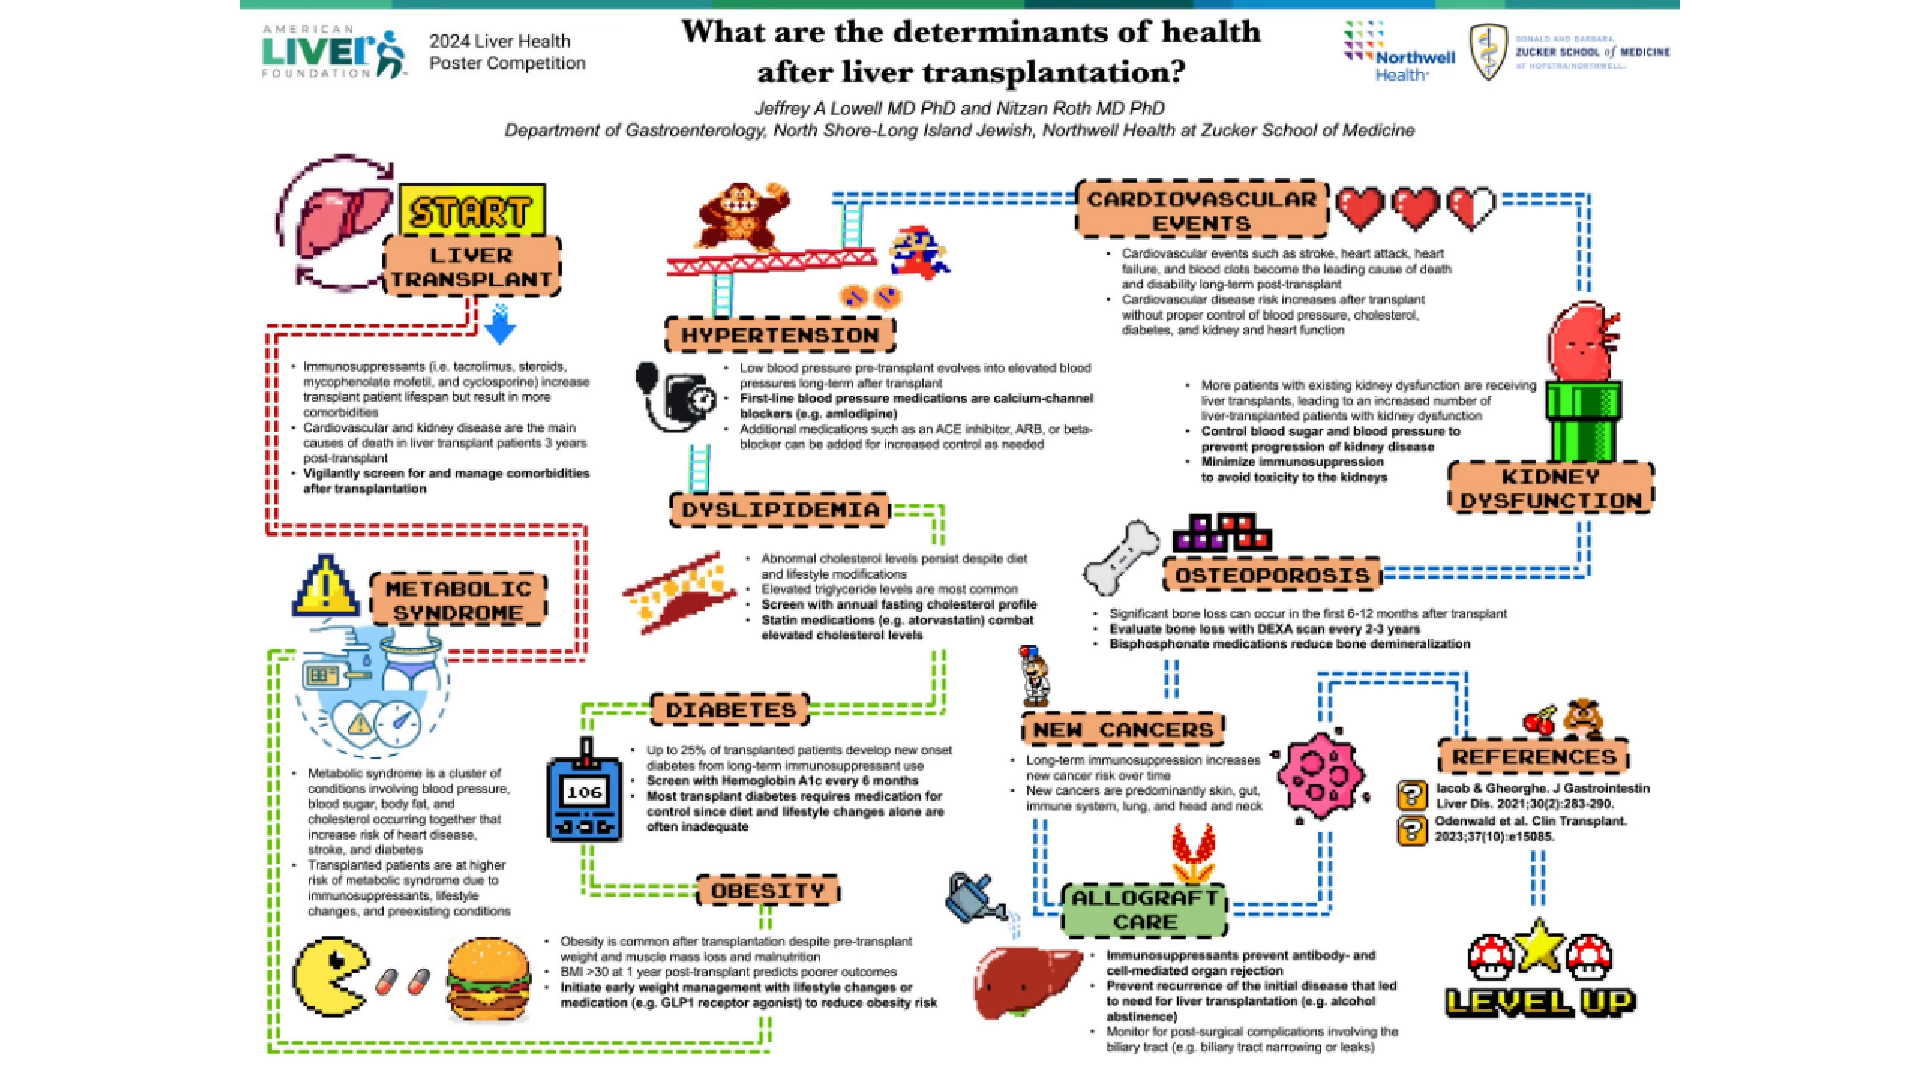 AMERICAN
LIVER
FOUNDATION
2024 Liver Health
Poster Competition
What are the determinants of health
after liver transplantation?
Jeffrey A Lowell MD PhD and Nitzan Roth MD PhD
Department of Gastroenterology, North Shore-Long Island Jewish, Northwell Health at Zucker School of Medicine
Northwell
Health
DONALD AND BARBARA
ZUCKER SCHOOL of MEDICINE
AT HOFSTRA/NORTHWELL
START
LIVER
TRANSPLANT
• Immunosuppressants (i.e. tacrolimus, steroids,
mycophenolate mofetil, and cyclosporine) increase
transplant patient lifespan but result in more
comorbidities
• Cardiovascular and kidney disease are the main
causes of death in liver transplant patients 3 years
post-transplant
• Vigilantly screen for and manage comorbidities
after transplantation
METABOLIC
SYNDROME
• Metabolic syndrome is a cluster of
conditions involving blood pressure,
blood sugar, body fat, and
cholesterol occurring together that
increase risk of heart disease,
stroke, and diabetes
• Transplanted patients are at higher
risk of metabolic syndrome due to
immunosuppressants, lifestyle
changes, and preexisting conditions
OBESITY
• Obesity is common after transplantation despite pre-transplant
weight and muscle mass loss and malnutrition
• BMI >30 at 1 year post-transplant predicts poorer outcomes
• Initiate early weight management with lifestyle changes or
medication (e.g. GLP1 receptor agonist) to reduce obesity risk
DIABETES
106
• Up to 25% of transplanted patients develop new onset
diabetes from long-term immunosuppressant use
• Screen with Hemoglobin A1c every 6 months
• Most transplant diabetes requires medication for
control since diet and lifestyle changes alone are
often inadequate
DYSLIPIDEMIA
• Abnormal cholesterol levels persist despite diet
and lifestyle modifications
• Elevated triglyceride levels are most common
• Screen with annual fasting cholesterol profile
• Statin medications (e.g. atorvastatin) combat
elevated cholesterol levels
HYPERTENSION
• Low blood pressure pre-transplant evolves into elevated blood
pressures long-term after transplant
• First-line blood pressure medications are calcium-channel
blockers (e.g. amlodipine)
• Additional medications such as an ACE inhibitor, ARB, or beta-
blocker can be added for increased control as needed
CARDIOVASCULAR
EVENTS
• Cardiovascular events such as stroke, heart attack, heart
failure, and blood clots become the leading cause of death
and disability long-term post-transplant
• Cardiovascular disease risk increases after transplant
without proper control of blood pressure, cholesterol,
diabetes, and kidney and heart function
• More patients with existing kidney dysfunction are receiving
liver transplants, leading to an increased number of
liver-transplanted patients with kidney dysfunction
• Control blood sugar and blood pressure to
prevent progression of kidney disease
• Minimize immunosuppression
to avoid toxicity to the kidneys
KIDNEY
DYSFUNCTION
OSTEOPOROSIS
• Significant bone loss can occur in the first 6-12 months after transplant
• Evaluate bone loss with DEXA scan every 2-3 years
• Bisphosphonate medications reduce bone demineralization
NEW CANCERS
• Long-term immunosuppression increases
new cancer risk over time
• New cancers are predominantly skin, gut,
immune system, lung, and head and neck
ALLOGRAFT
CARE
• Immunosuppressants prevent antibody- and
cell-mediated organ rejection
• Prevent recurrence of the initial disease that led
to need for liver transplantation (e.g. alcohol
abstinence)
• Monitor for post-surgical complications involving the
biliary tract (e.g. biliary tract narrowing or leaks)
REFERENCES
? Iacob & Gheorghe. J Gastrointestin
Liver Dis. 2021;30(2):283-290.
? Odenwald et al. Clin Transplant.
2023;37(10):e15085.
LEVEL UP